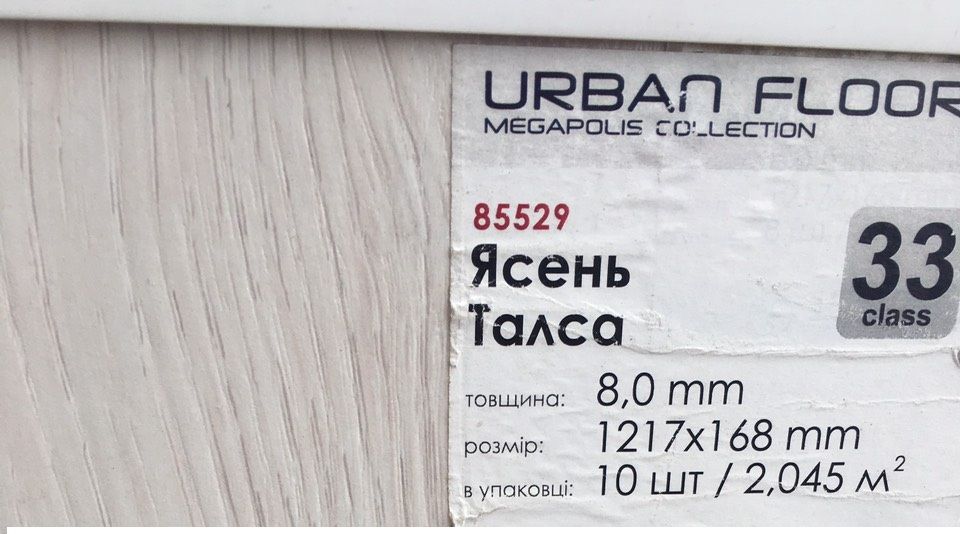 URBAN FLOOR
MEGAPOLIS COLLECTION
85529
Ясень
Талса
33
class
товщина: 8,0 mm
розмір: 1217x168 mm
в упаковці: 10 шт / 2,045 м²